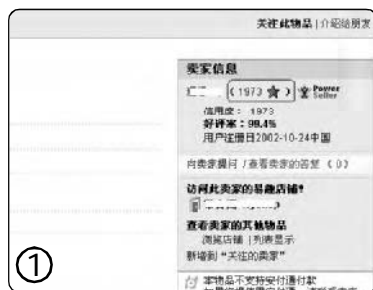 关注此物品 | 介绍给朋友
卖家信息
( 1973 ) Power Seller
信用度： 1973
好评率：99.4%
用户注册日2002-10-24中国
向卖家提问 / 查看卖家的答复 ( 0 )
访问此卖家的易趣店铺!
查看卖家的其他物品
浏览店铺 | 列表显示
新增到 “关注的卖家”
本物品不支持安付通付款
①